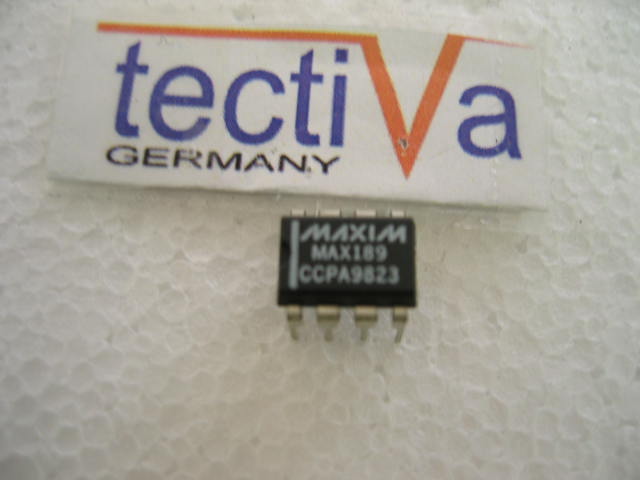 tectiVa
GERMANY
MAXIM
MAX189
CCPA9823